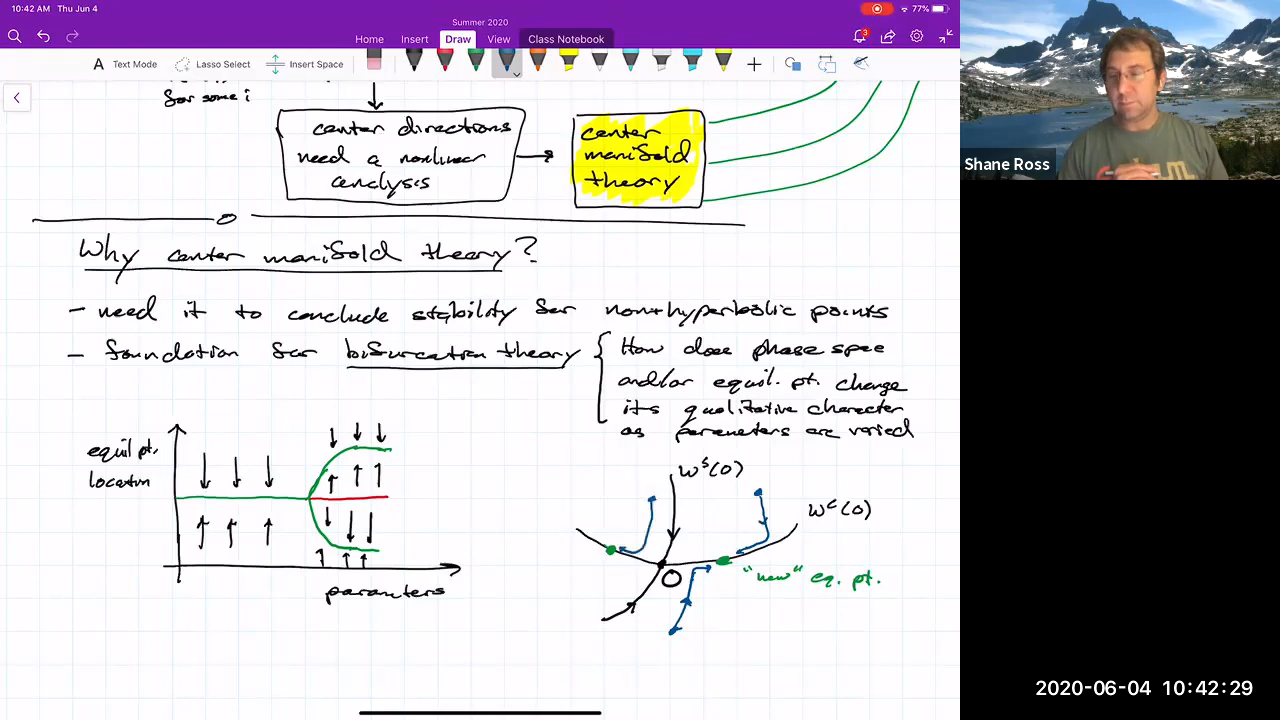 10:42 AM Thu Jun 4
77%
Summer 2020
Home Insert Draw View Class Notebook
3
A Text Mode Lasso Select Insert Space
for some i
center directions
need a nonlinear
analysis
center
manifold
theory
Why center manifold theory?
- need it to conclude stability for nonhyperbolic points
- foundation for bifurcation theory
How does phase space
and/or equil. pt. change
its qualitative character
as parameters are varied
equil pt.
location
parameters
Wˢ(0)
Wᶜ(0)
0
"new" eq. pt.
Shane Ross
2020-06-04 10:42:29